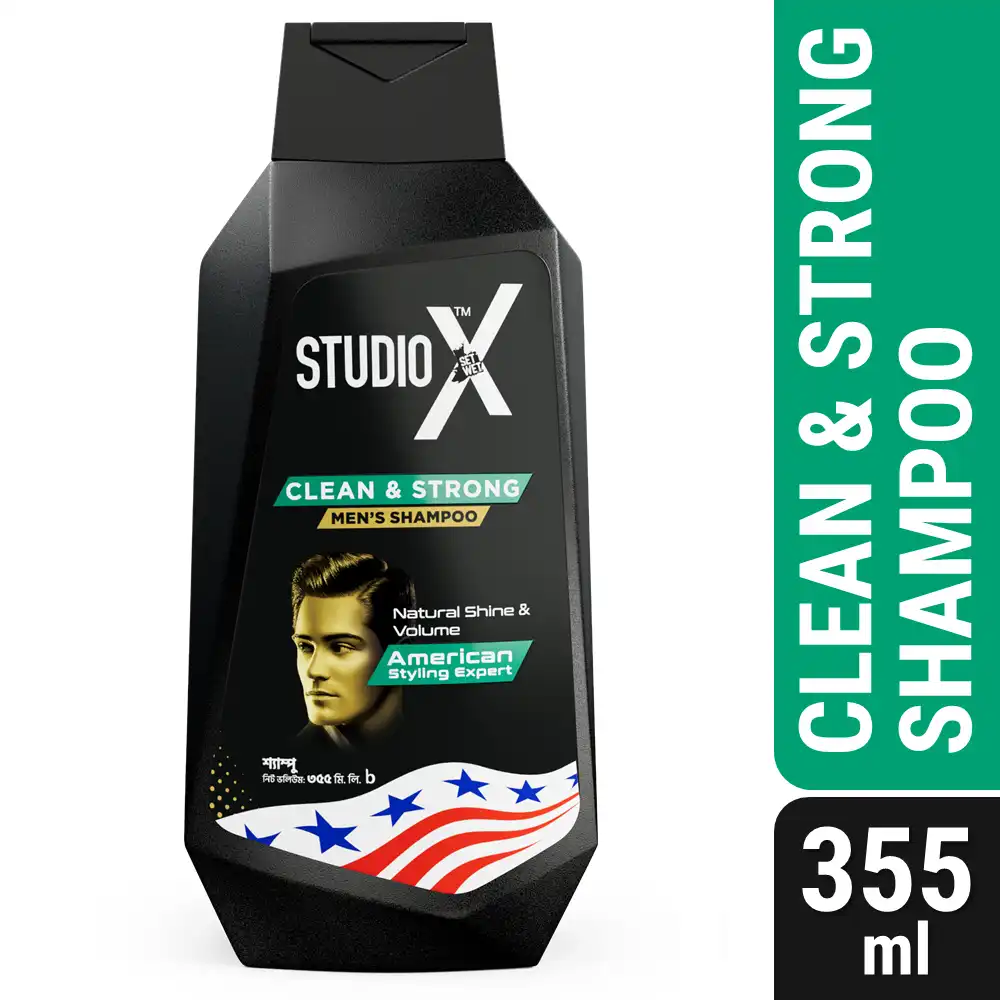 STUDIO X™
SET
WET
CLEAN & STRONG
MEN'S SHAMPOO
Natural Shine &
Volume
American
Styling Expert
শ্যাম্পু
নিট ভলিউম: ৩৫৫ মি. লি. b
CLEAN & STRONG
SHAMPOO
355
ml